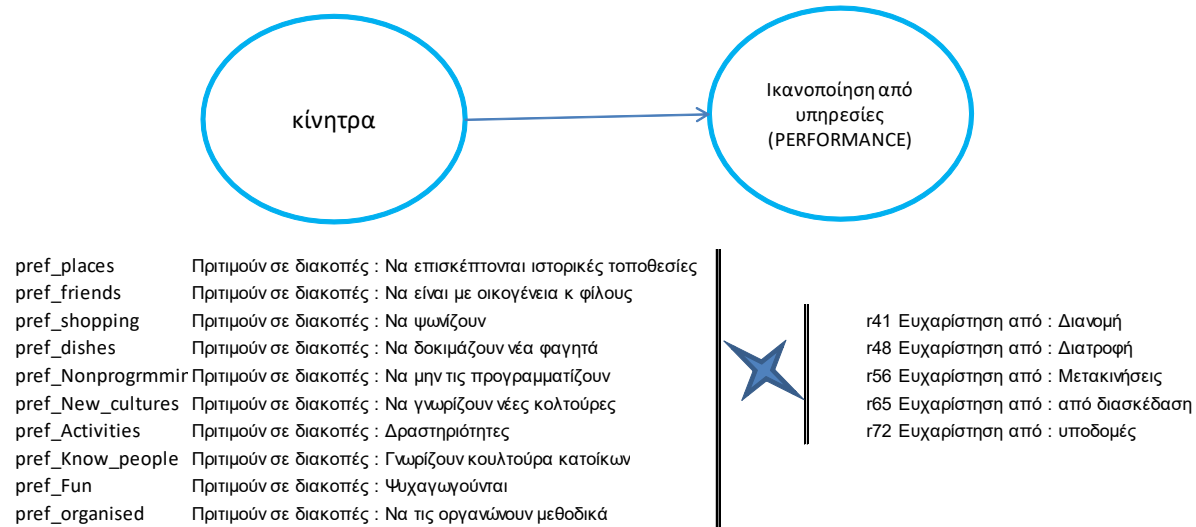 κίνητρα
Ικανοποίηση από
υπηρεσίες
(PERFORMANCE)
pref_places Πριτιμούν σε διακοπές : Να επισκέπτονται ιστορικές τοποθεσίες
pref_friends Πριτιμούν σε διακοπές : Να είναι με οικογένεια κ φίλους
pref_shopping Πριτιμούν σε διακοπές : Να ψωνίζουν
pref_dishes Πριτιμούν σε διακοπές : Να δοκιμάζουν νέα φαγητά
pref_Nonprogrmmir Πριτιμούν σε διακοπές : Να μην τις προγραμματίζουν
pref_New_cultures Πριτιμούν σε διακοπές : Να γνωρίζουν νέες κολτούρες
pref_Activities Πριτιμούν σε διακοπές : Δραστηριότητες
pref_Know_people Πριτιμούν σε διακοπές : Γνωρίζουν κουλτούρα κατοίκων
pref_Fun Πριτιμούν σε διακοπές : Ψυχαγωγούνται
pref_organised Πριτιμούν σε διακοπές : Να τις οργανώνουν μεθοδικά
r41 Ευχαρίστηση από : Διανομή
r48 Ευχαρίστηση από : Διατροφή
r56 Ευχαρίστηση από : Μετακινήσεις
r65 Ευχαρίστηση από : από διασκέδαση
r72 Ευχαρίστηση από : υποδομές